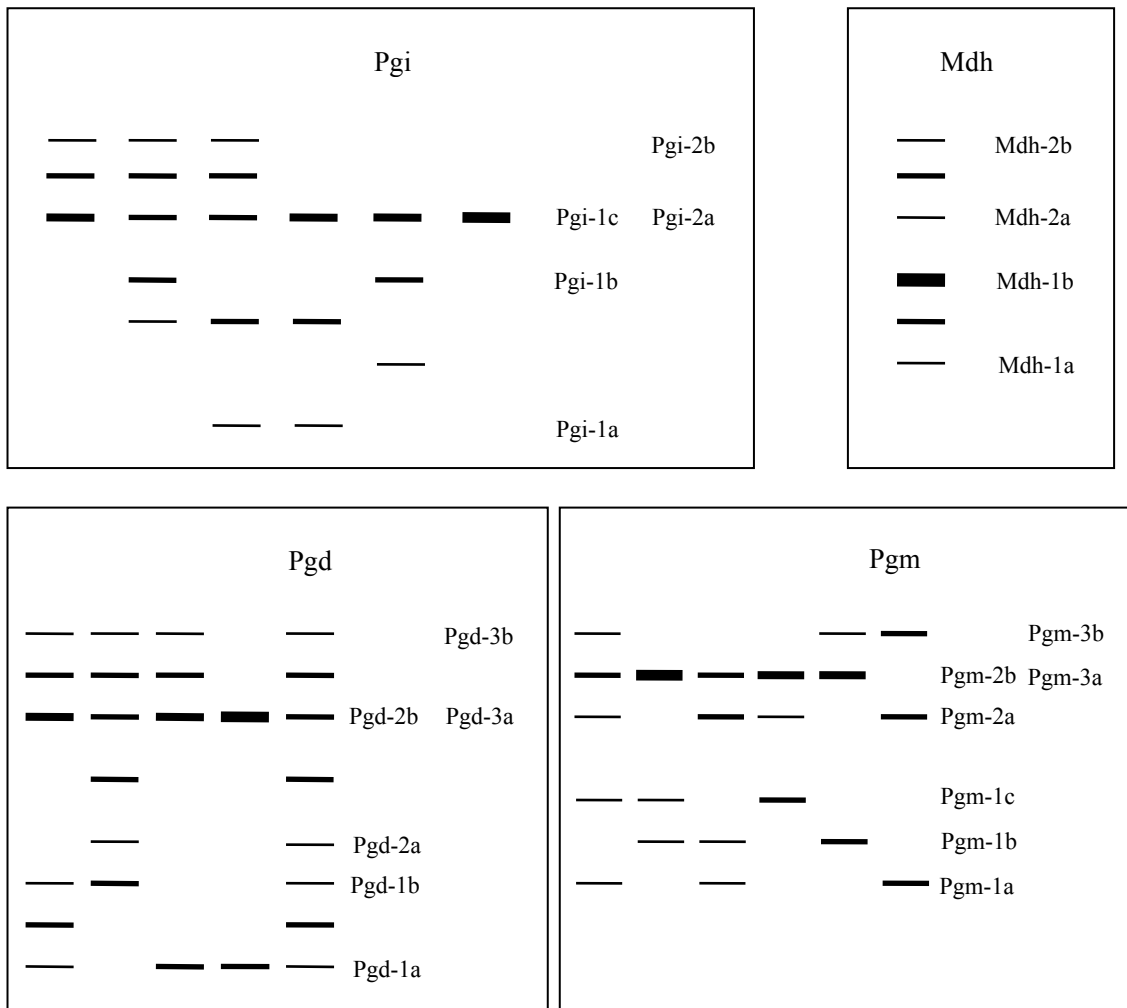 Pgi
Pgi-2b
Pgi-1c Pgi-2a
Pgi-1b
Pgi-1a
Mdh
Mdh-2b
Mdh-2a
Mdh-1b
Mdh-1a
Pgd
Pgd-3b
Pgd-2b Pgd-3a
Pgd-2a
Pgd-1b
Pgd-1a
Pgm
Pgm-3b
Pgm-2b Pgm-3a
Pgm-2a
Pgm-1c
Pgm-1b
Pgm-1a